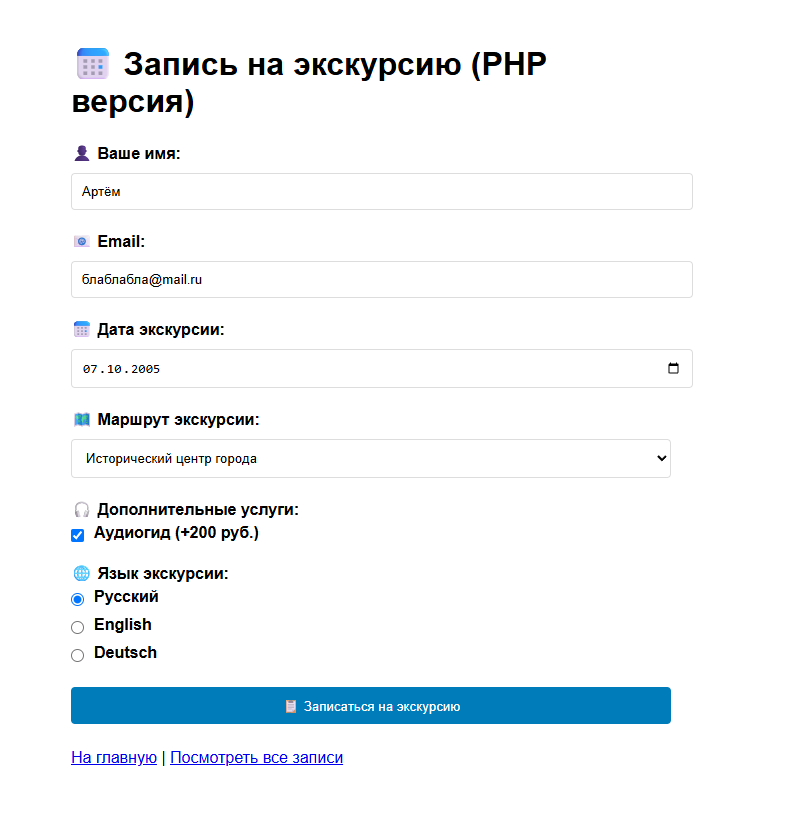 Запись на экскурсию (PHP
версия)
Ваше имя:
Артём
Email:
блаблабла@mail.ru
Дата экскурсии:
07.10.2005
Маршрут экскурсии:
Исторический центр города
Дополнительные услуги:
Аудиогид (+200 руб.)
Язык экскурсии:
Русский
English
Deutsch
Записаться на экскурсию
На главную | Посмотреть все записи